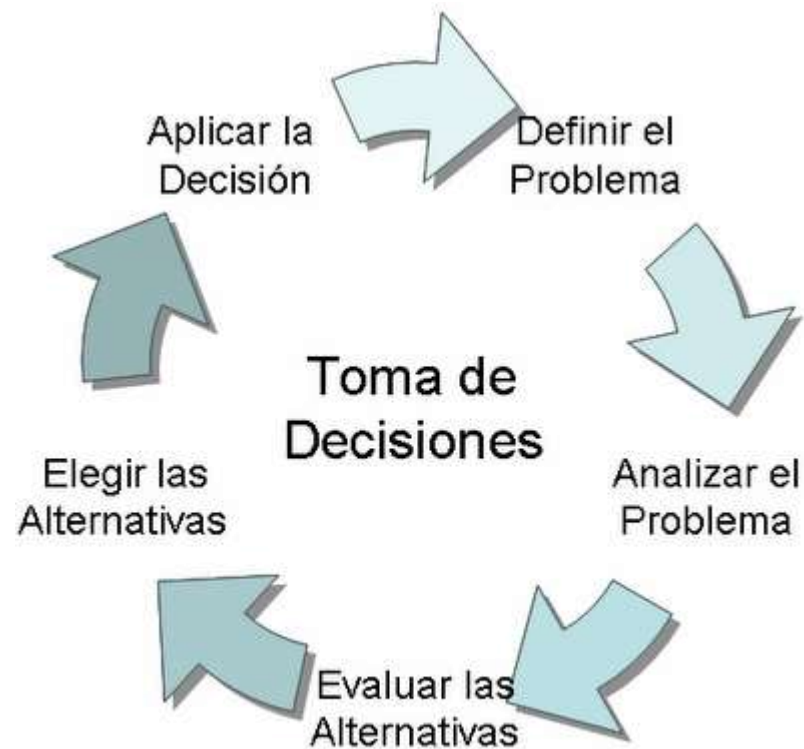 Aplicar la
Decisión
Definir el
Problema
Toma de
Decisiones
Elegir las
Alternativas
Analizar el
Problema
Evaluar las
Alternativas